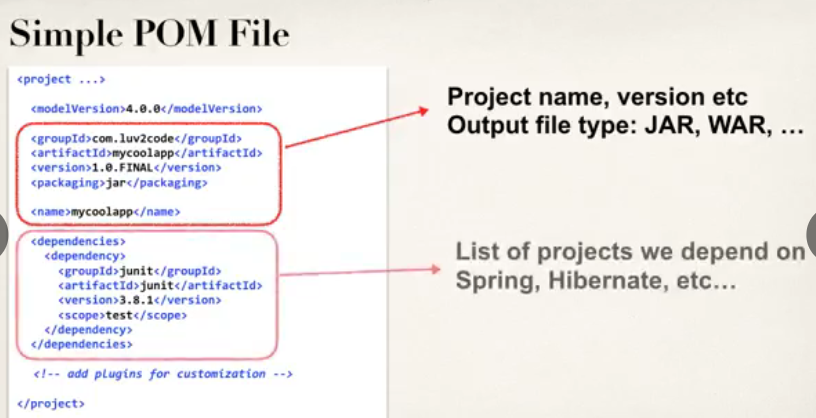 Simple POM File
<project ...>
<modelVersion>4.0.0</modelVersion>
<groupId>com.luv2code</groupId>
<artifactId>mycoolapp</artifactId>
<version>1.0.FINAL</version>
<packaging>jar</packaging>
<name>mycoolapp</name>
<dependencies>
<dependency>
<groupId>junit</groupId>
<artifactId>junit</artifactId>
<version>3.8.1</version>
<scope>test</scope>
</dependency>
</dependencies>
<!-- add plugins for customization -->
</project>
Project name, version etc
Output file type: JAR, WAR, …
List of projects we depend on
Spring, Hibernate, etc…